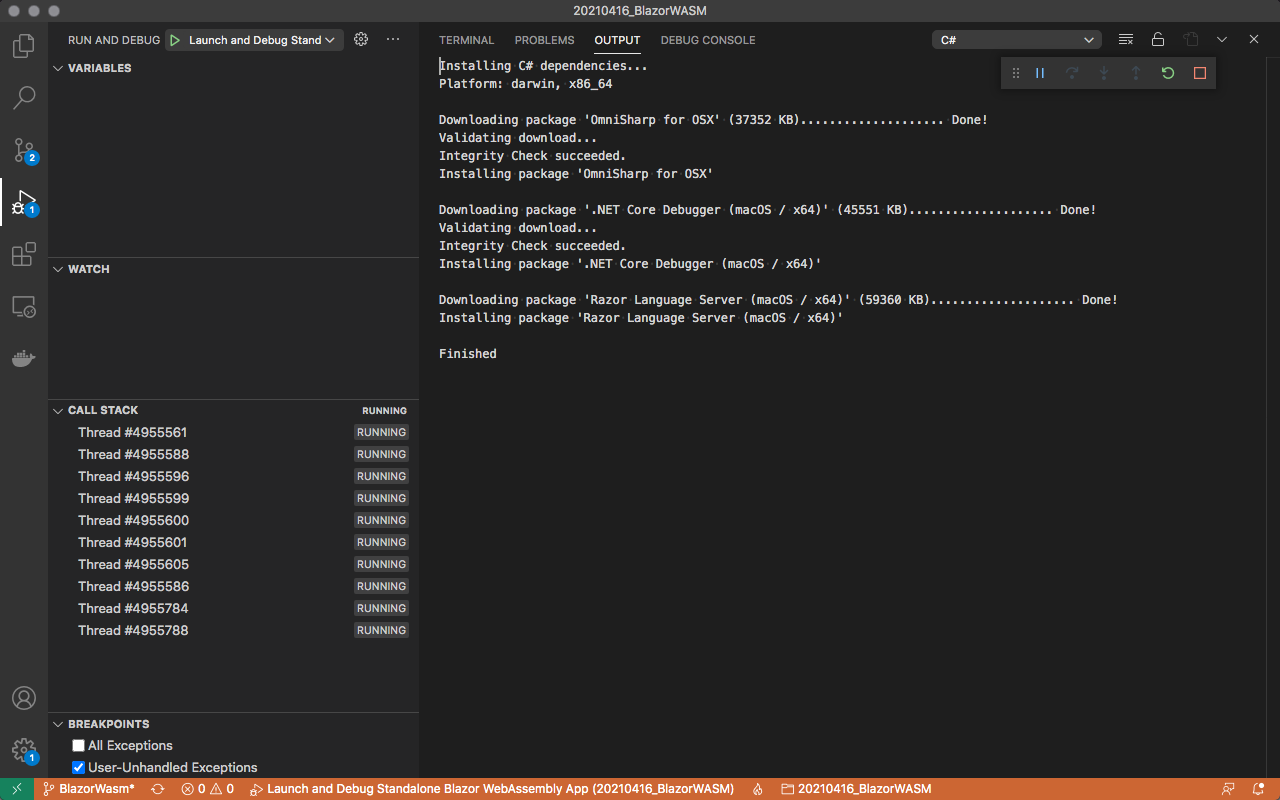 20210416_BlazorWASM
RUN AND DEBUG Launch and Debug Stand
TERMINAL PROBLEMS OUTPUT DEBUG CONSOLE C#
VARIABLES
WATCH
CALL STACK RUNNING
Thread #4955561 RUNNING
Thread #4955588 RUNNING
Thread #4955596 RUNNING
Thread #4955599 RUNNING
Thread #4955600 RUNNING
Thread #4955601 RUNNING
Thread #4955605 RUNNING
Thread #4955586 RUNNING
Thread #4955784 RUNNING
Thread #4955788 RUNNING
BREAKPOINTS
All Exceptions
User-Unhandled Exceptions
2
1
1
Installing C# dependencies...
Platform: darwin, x86_64
Downloading package 'OmniSharp for OSX' (37352 KB).................... Done!
Validating download...
Integrity Check succeeded.
Installing package 'OmniSharp for OSX'
Downloading package '.NET Core Debugger (macOS / x64)' (45551 KB).................... Done!
Validating download...
Integrity Check succeeded.
Installing package '.NET Core Debugger (macOS / x64)'
Downloading package 'Razor Language Server (macOS / x64)' (59360 KB).................... Done!
Installing package 'Razor Language Server (macOS / x64)'
Finished
BlazorWasm* 0 0 Launch and Debug Standalone Blazor WebAssembly App (20210416_BlazorWASM) 20210416_BlazorWASM